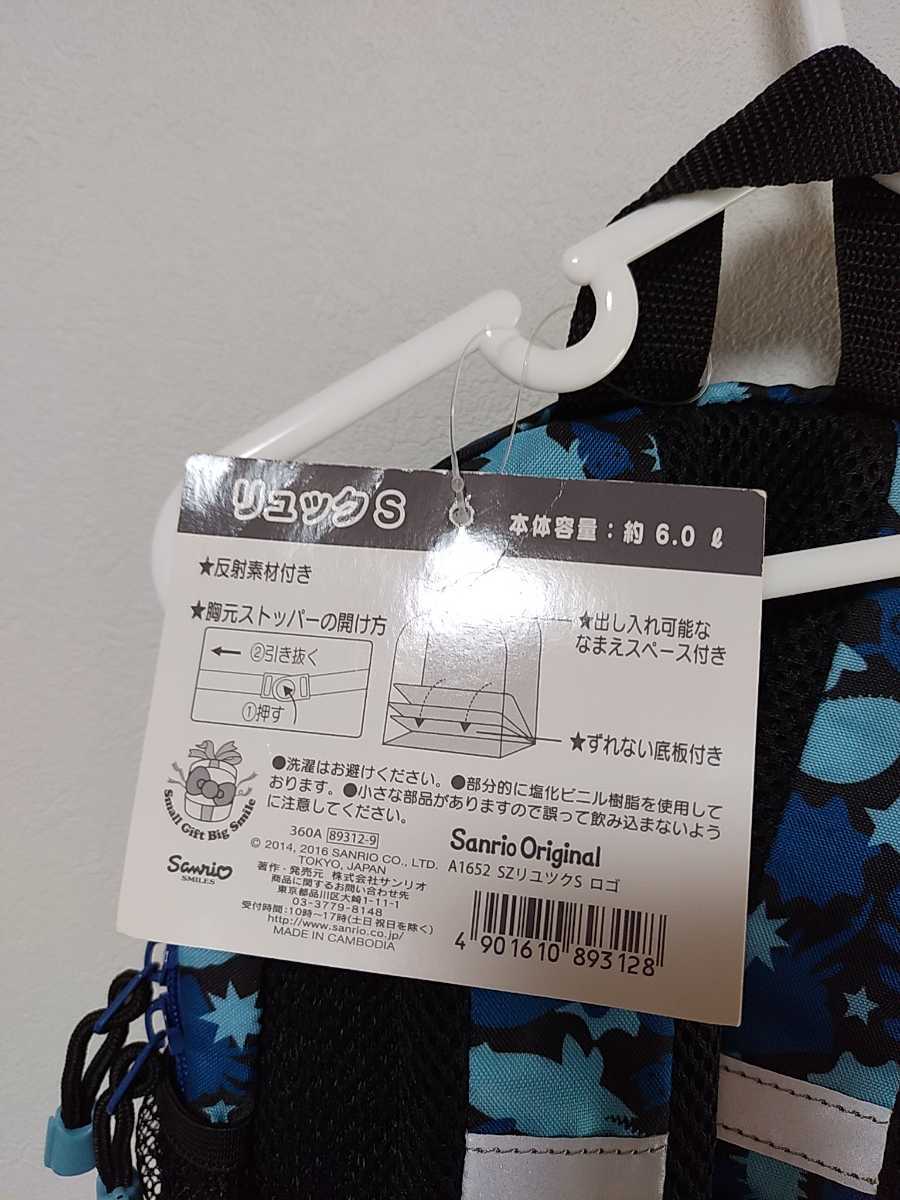 リュックS
本体容量：約 6.0 ℓ
★反射素材付き
★胸元ストッパーの開け方
②引き抜く
①押す
★出し入れ可能な
なまえスペース付き
★ずれない底板付き
●洗濯はお避けください。●部分的に塩化ビニル樹脂を使用して
おります。●小さな部品がありますので誤って飲み込まないよう
に注意してください。
Small Gift Big Smile
Sanrio
SMILES
360A 89312-9
© 2014, 2016 SANRIO CO., LTD.
TOKYO, JAPAN
著作・発売元 株式会社サンリオ
商品に関するお問い合わせ先
東京都品川区大崎1-11-1
03-3779-8148
受付時間：10時～17時(土日祝日を除く)
http://www.sanrio.co.jp/
MADE IN CAMBODIA
Sanrio Original
A1652 SZリユツクS ロゴ
4 901610 893128